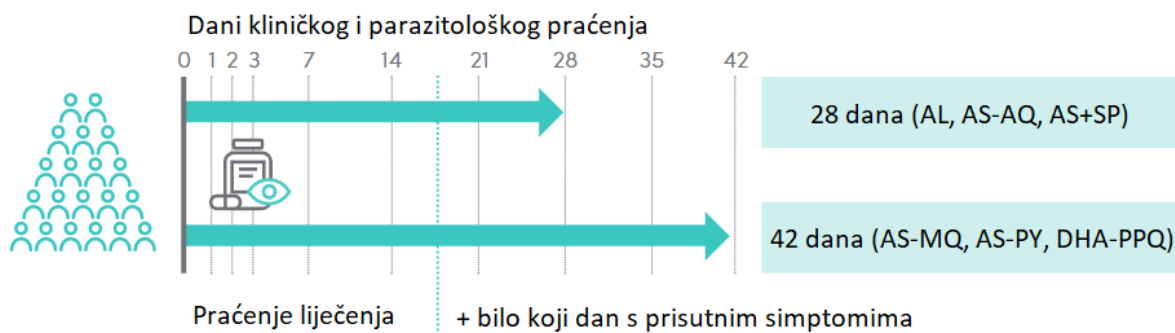 Dani kliničkog i parazitološkog praćenja
0 1 2 3 7 14 21 28 35 42
28 dana (AL, AS-AQ, AS+SP)
42 dana (AS-MQ, AS-PY, DHA-PPQ)
Praćenje liječenja
+ bilo koji dan s prisutnim simptomima